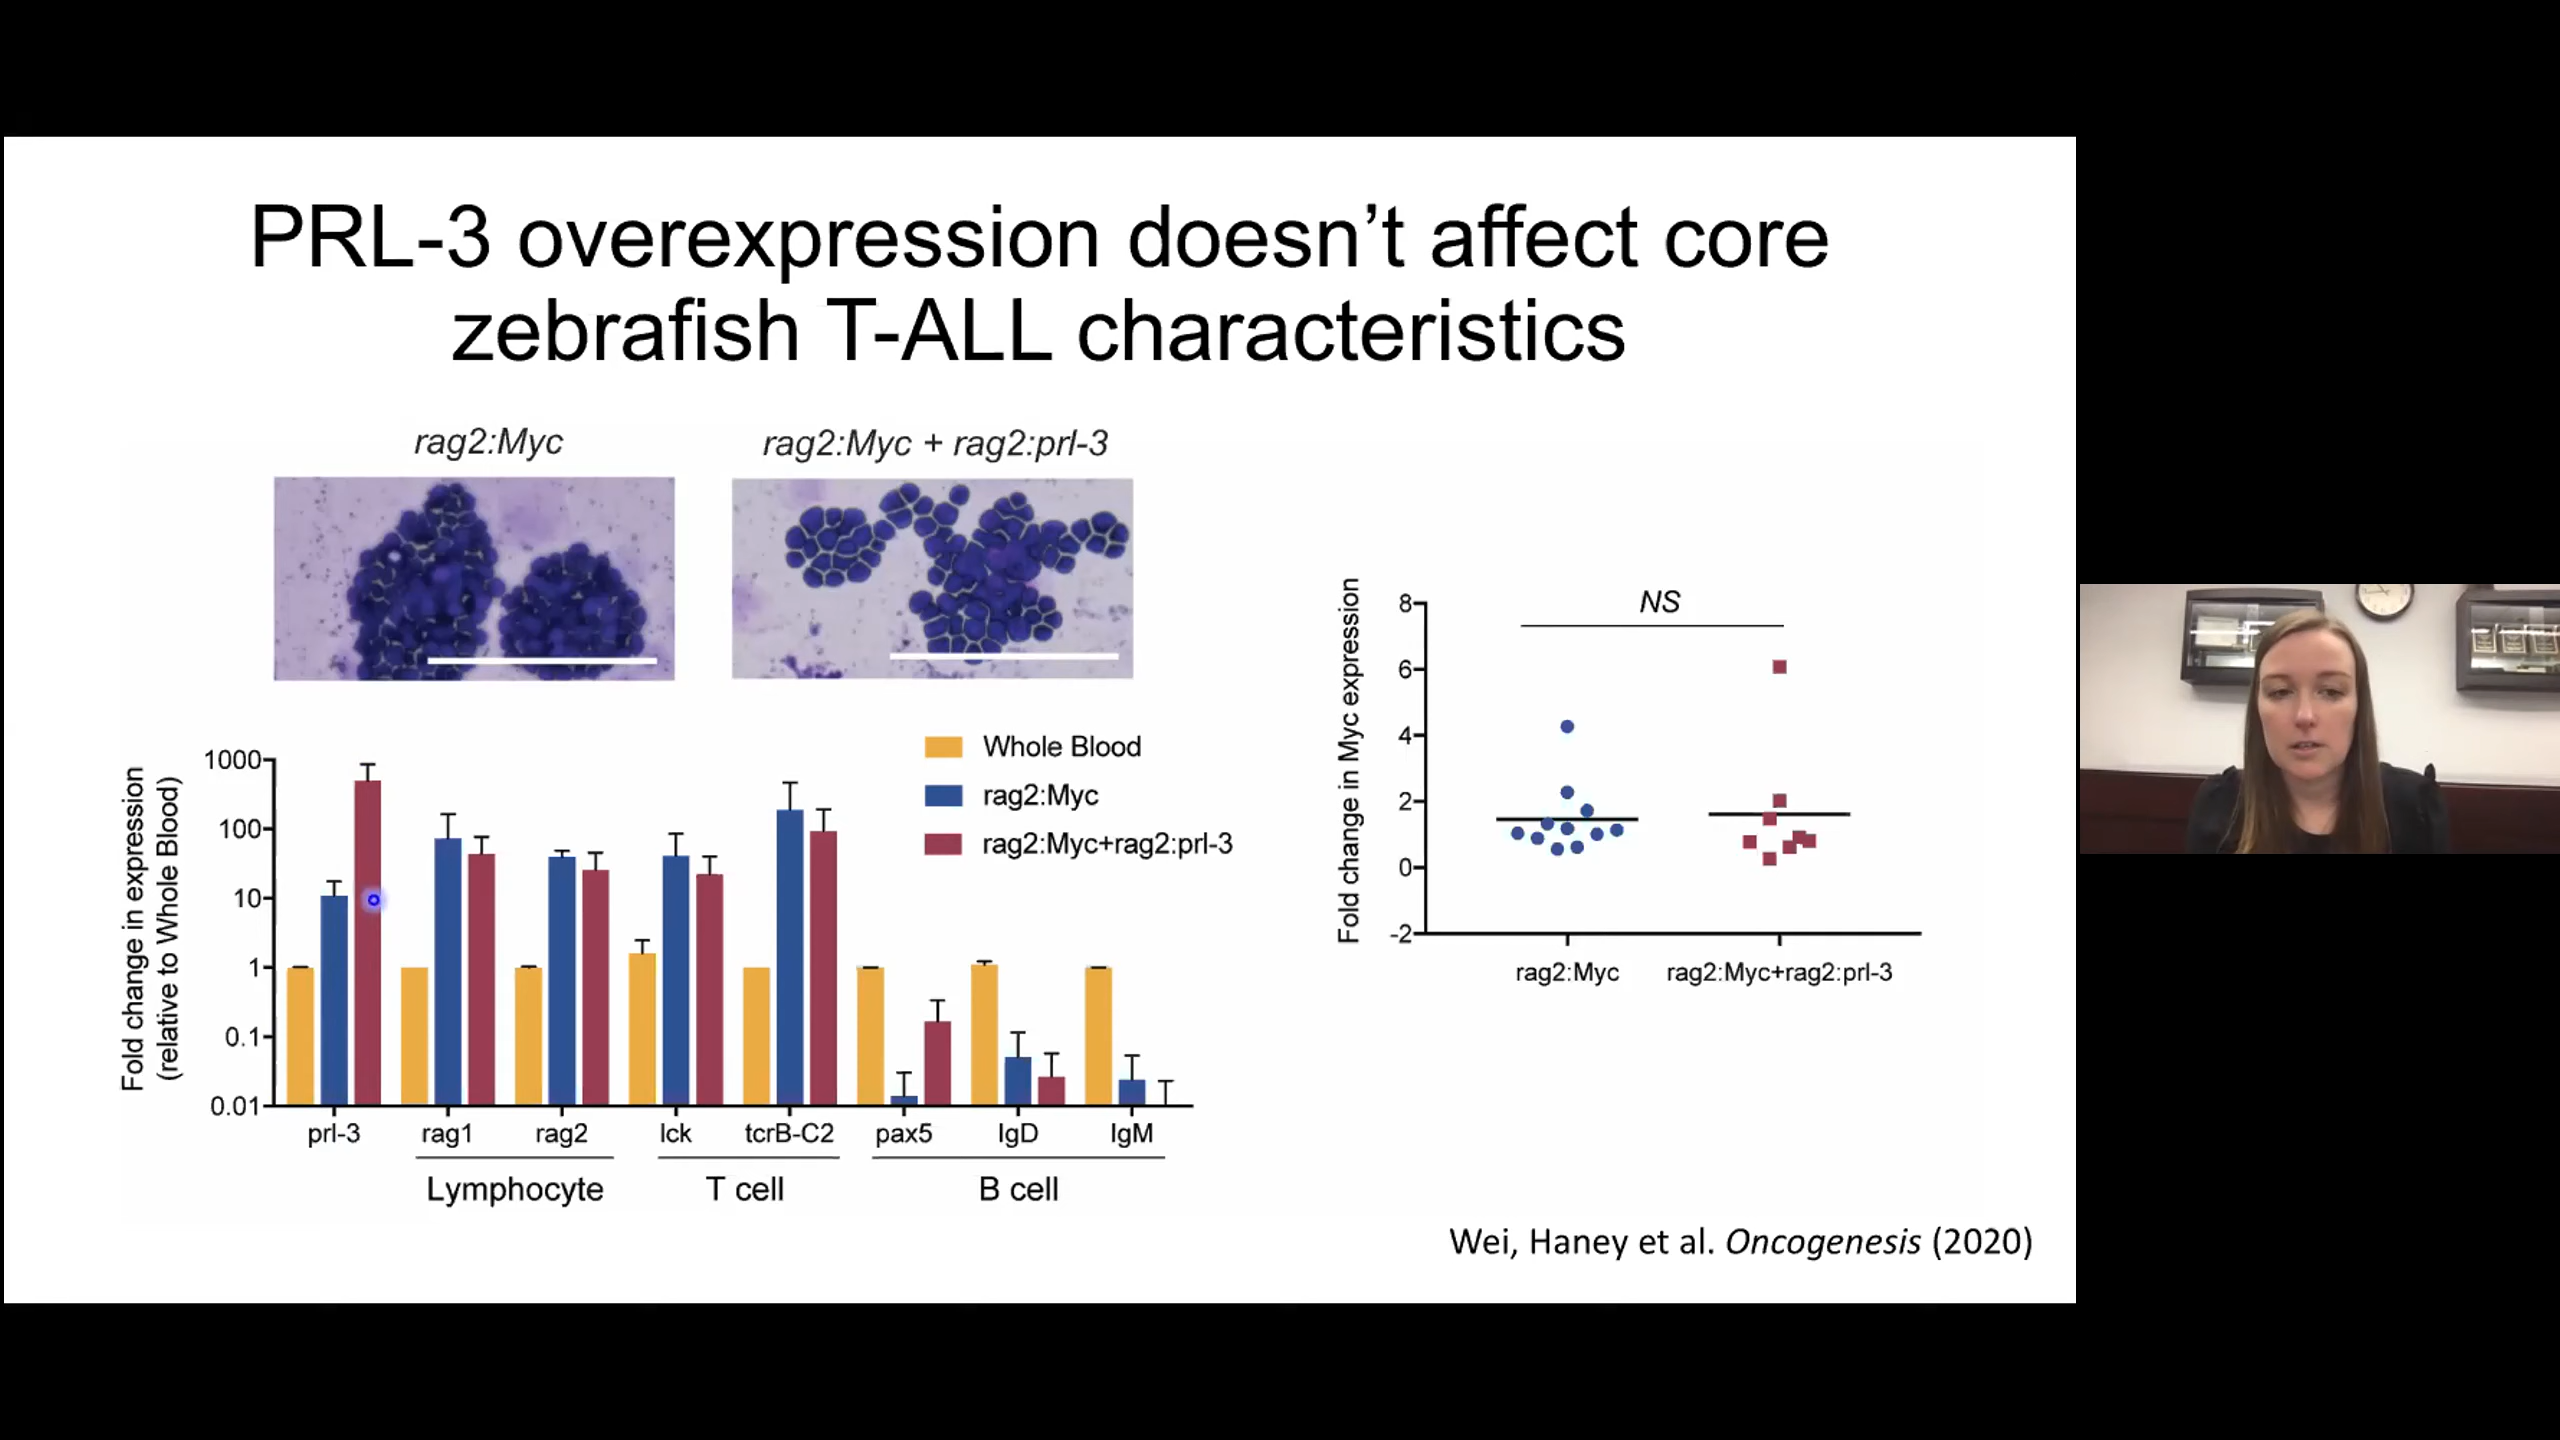 PRL-3 overexpression doesn’t affect core
zebrafish T-ALL characteristics
rag2:Myc
rag2:Myc + rag2:prl-3
Whole Blood
rag2:Myc
rag2:Myc+rag2:prl-3
Fold change in expression
(relative to Whole Blood)
1000
100
10
1
0.1
0.01
prl-3
rag1
rag2
lck
tcrB-C2
pax5
IgD
IgM
Lymphocyte
T cell
B cell
Fold change in Myc expression
8
6
4
2
0
-2
NS
rag2:Myc
rag2:Myc+rag2:prl-3
Wei, Haney et al. Oncogenesis (2020)